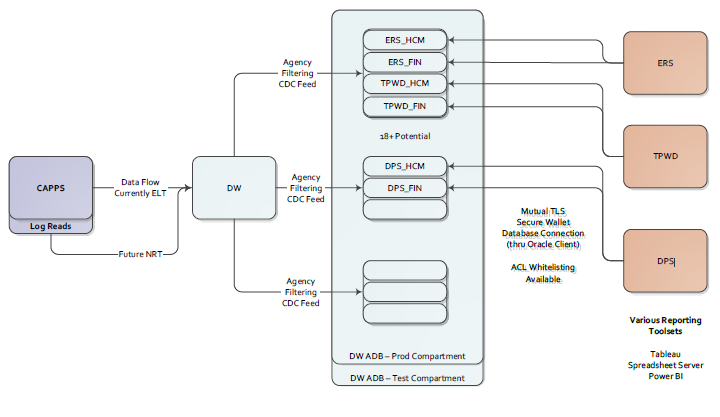 CAPPS
Log Reads
Data Flow
Currently ELT
Future NRT
DW
Agency
Filtering
CDC Feed
Agency
Filtering
CDC Feed
Agency
Filtering
CDC Feed
ERS_HCM
ERS_FIN
TPWD_HCM
TPWD_FIN
18+ Potential
DPS_HCM
DPS_FIN
DW ADB – Prod Compartment
DW ADB – Test Compartment
Mutual TLS
Secure Wallet
Database Connection
(thru Oracle Client)
ACL Whitelisting
Available
ERS
TPWD
DPS
Various Reporting
Toolsets
Tableau
Spreadsheet Server
Power BI